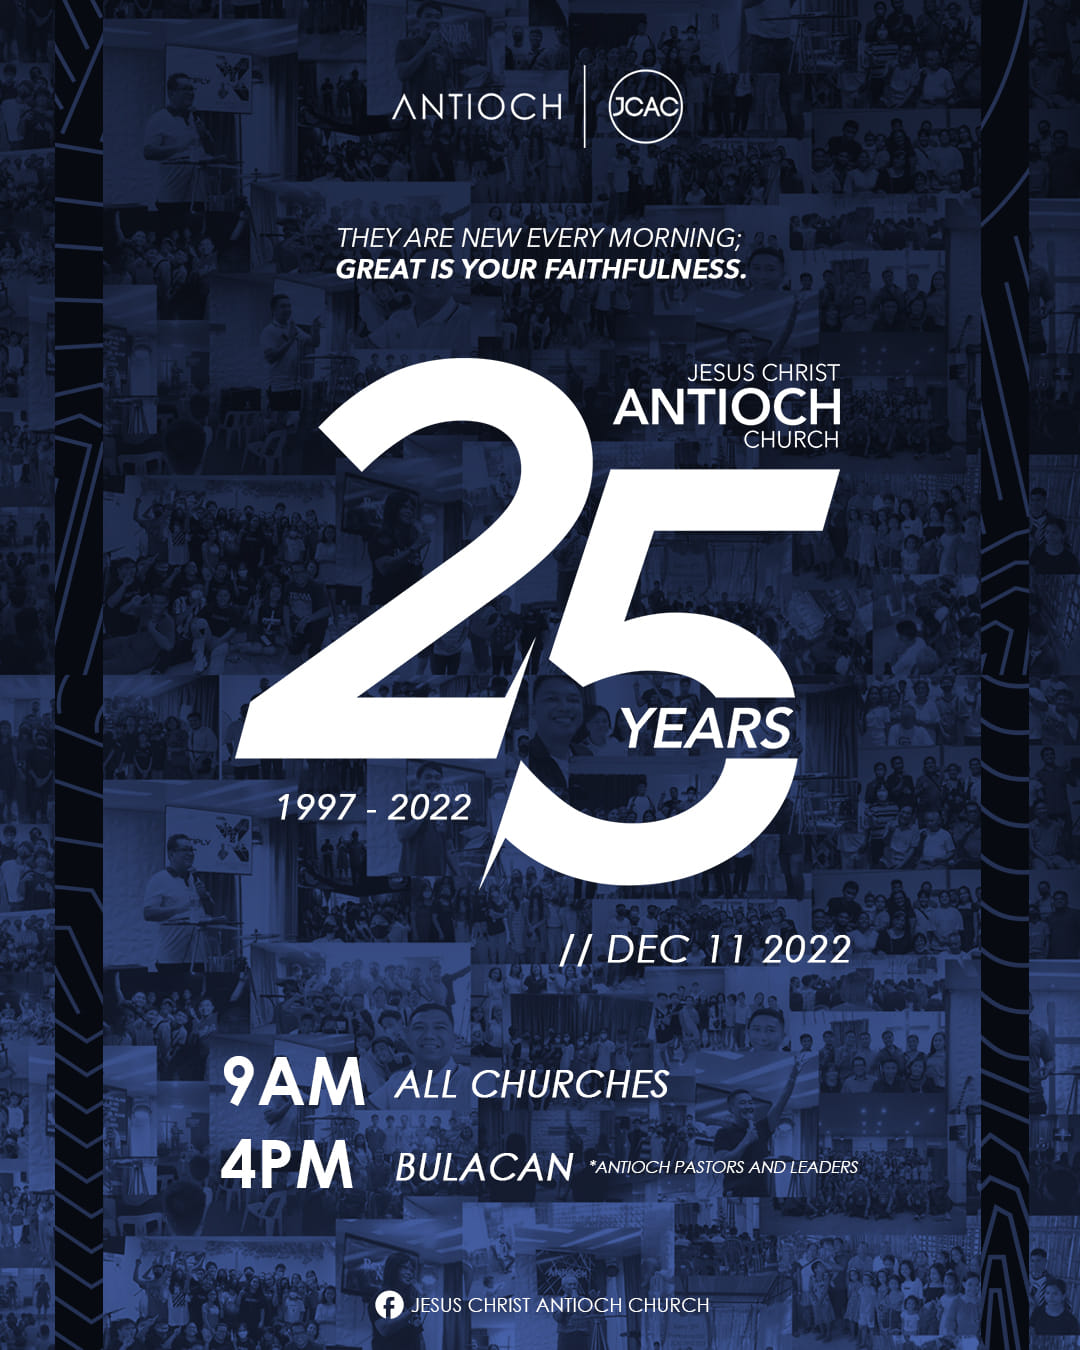 ANTIOCH
JCAC
THEY ARE NEW EVERY MORNING;
GREAT IS YOUR FAITHFULNESS.
JESUS CHRIST
ANTIOCH
CHURCH
25
YEARS
1997 - 2022
// DEC 11 2022
9AM ALL CHURCHES
4PM BULACAN *ANTIOCH PASTORS AND LEADERS
JESUS CHRIST ANTIOCH CHURCH